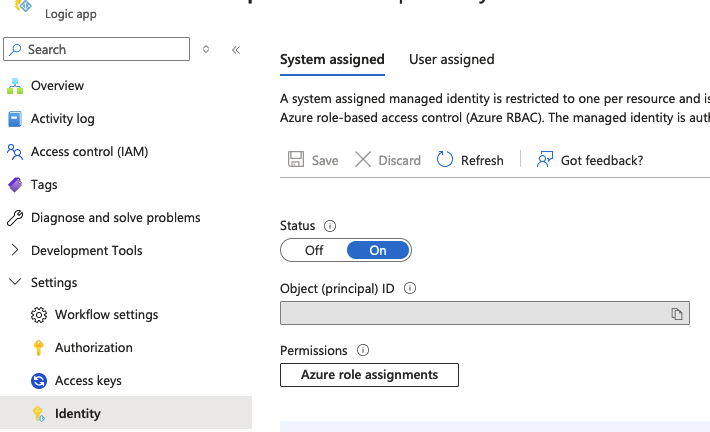 Logic app
Search
Overview
Activity log
Access control (IAM)
Tags
Diagnose and solve problems
Development Tools
Settings
Workflow settings
Authorization
Access keys
Identity
System assigned
User assigned
A system assigned managed identity is restricted to one per resource and is
Azure role-based access control (Azure RBAC). The managed identity is
Save
Discard
Refresh
Got feedback?
Status
Off
On
Object (principal) ID
Permissions
Azure role assignments